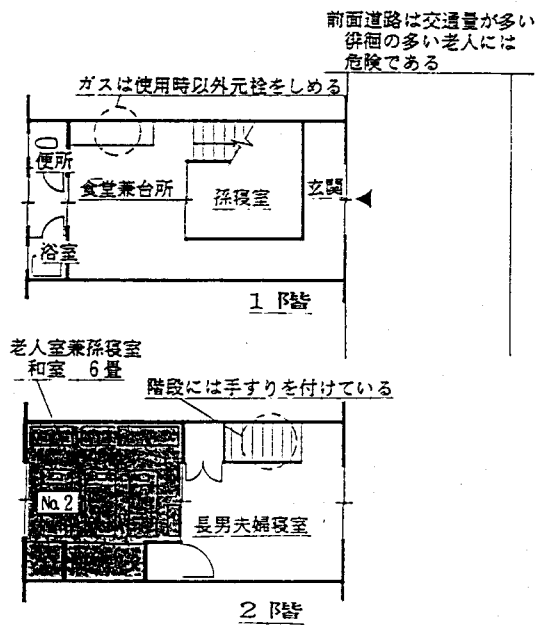 前面道路は交通量が多い
徘徊の多い老人には
危険である
ガスは使用時以外元栓をしめる
便所
食堂兼台所
孫寝室
玄関
浴室
1階
老人室兼孫寝室
和室 6畳
階段には手すりを付けている
No.2
長男夫婦寝室
2階